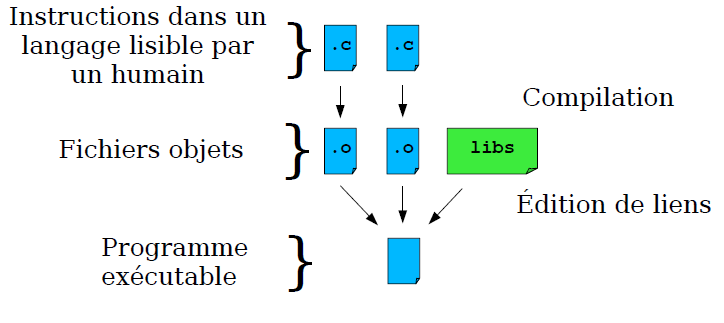 Instructions dans un
langage lisible par
un humain
.c
.c
Compilation
Fichiers objets
.o
.o
libs
Édition de liens
Programme
exécutable